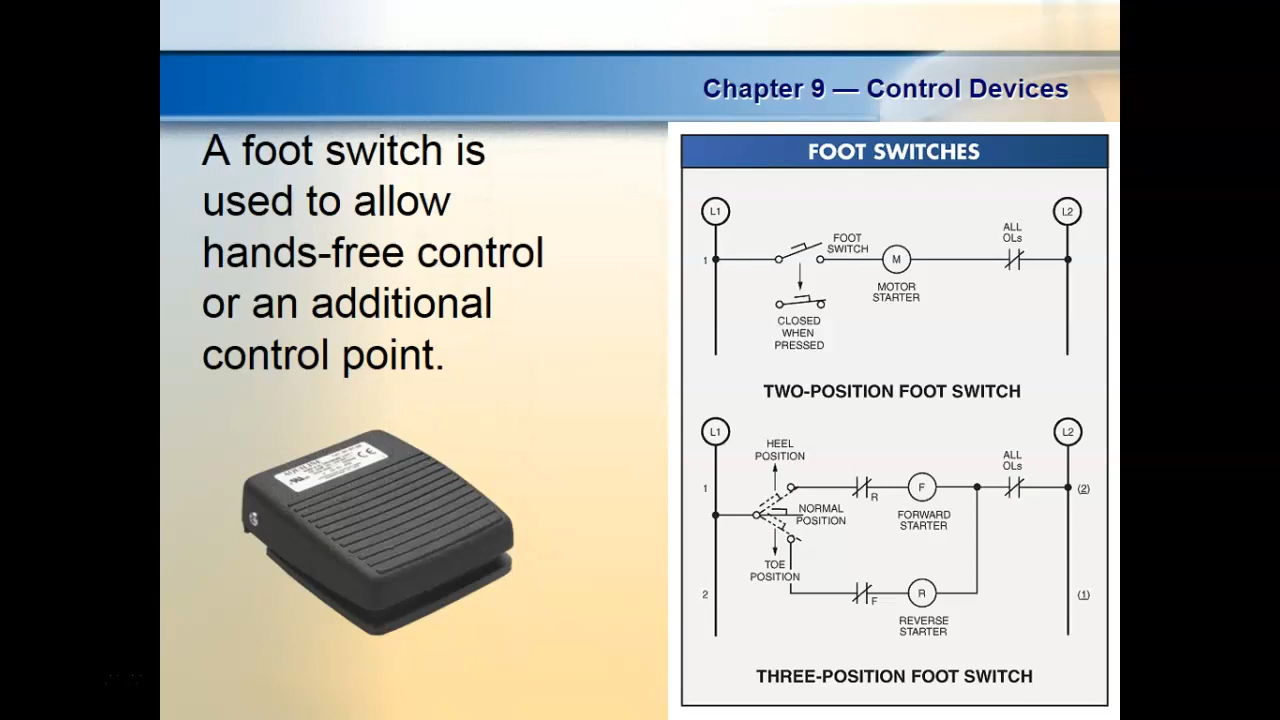 Chapter 9 — Control Devices
A foot switch is
used to allow
hands-free control
or an additional
control point.
FOOT SWITCHES
L1
L2
ALL
OLs
FOOT
SWITCH
1
M
MOTOR
STARTER
CLOSED
WHEN
PRESSED
TWO-POSITION FOOT SWITCH
L1
L2
HEEL
POSITION
ALL
OLs
1
R
F
(2)
NORMAL
POSITION
FORWARD
STARTER
TOE
POSITION
2
F
R
(1)
REVERSE
STARTER
THREE-POSITION FOOT SWITCH
CE